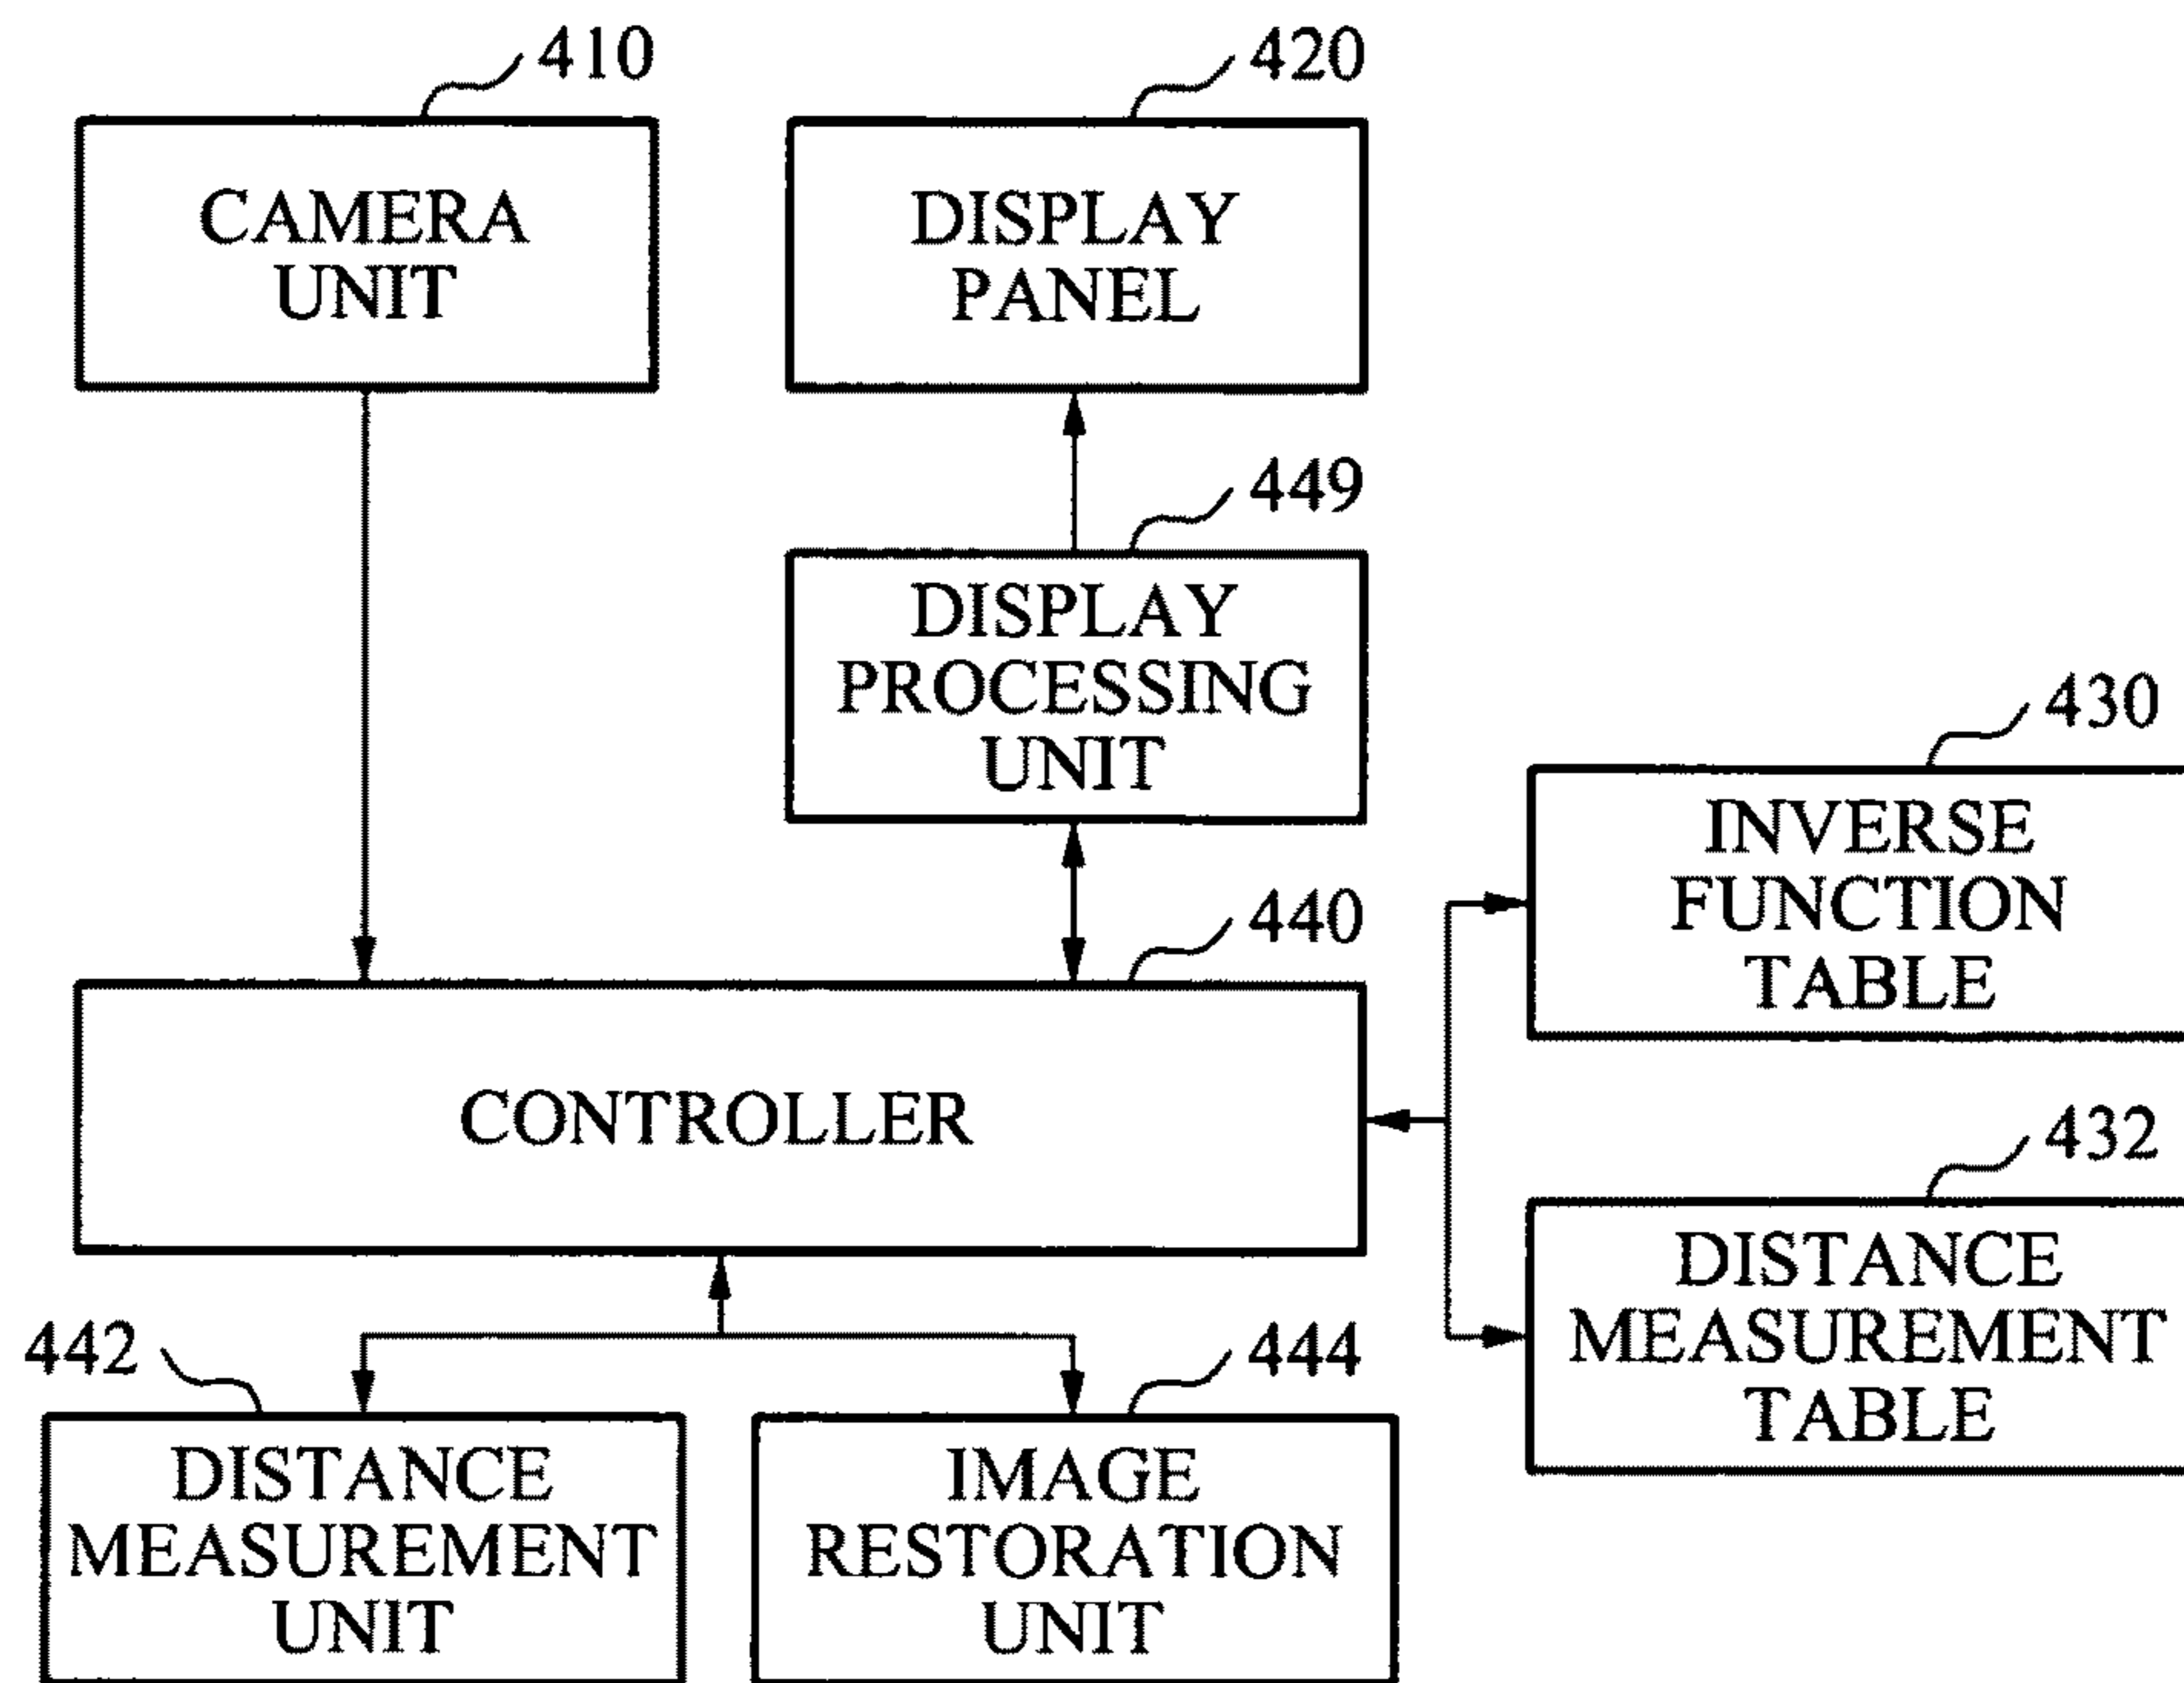 410
CAMERA
UNIT
420
DISPLAY
PANEL
449
DISPLAY
PROCESSING
UNIT
430
INVERSE
FUNCTION
TABLE
440
CONTROLLER
432
DISTANCE
MEASUREMENT
TABLE
442
DISTANCE
MEASUREMENT
UNIT
444
IMAGE
RESTORATION
UNIT